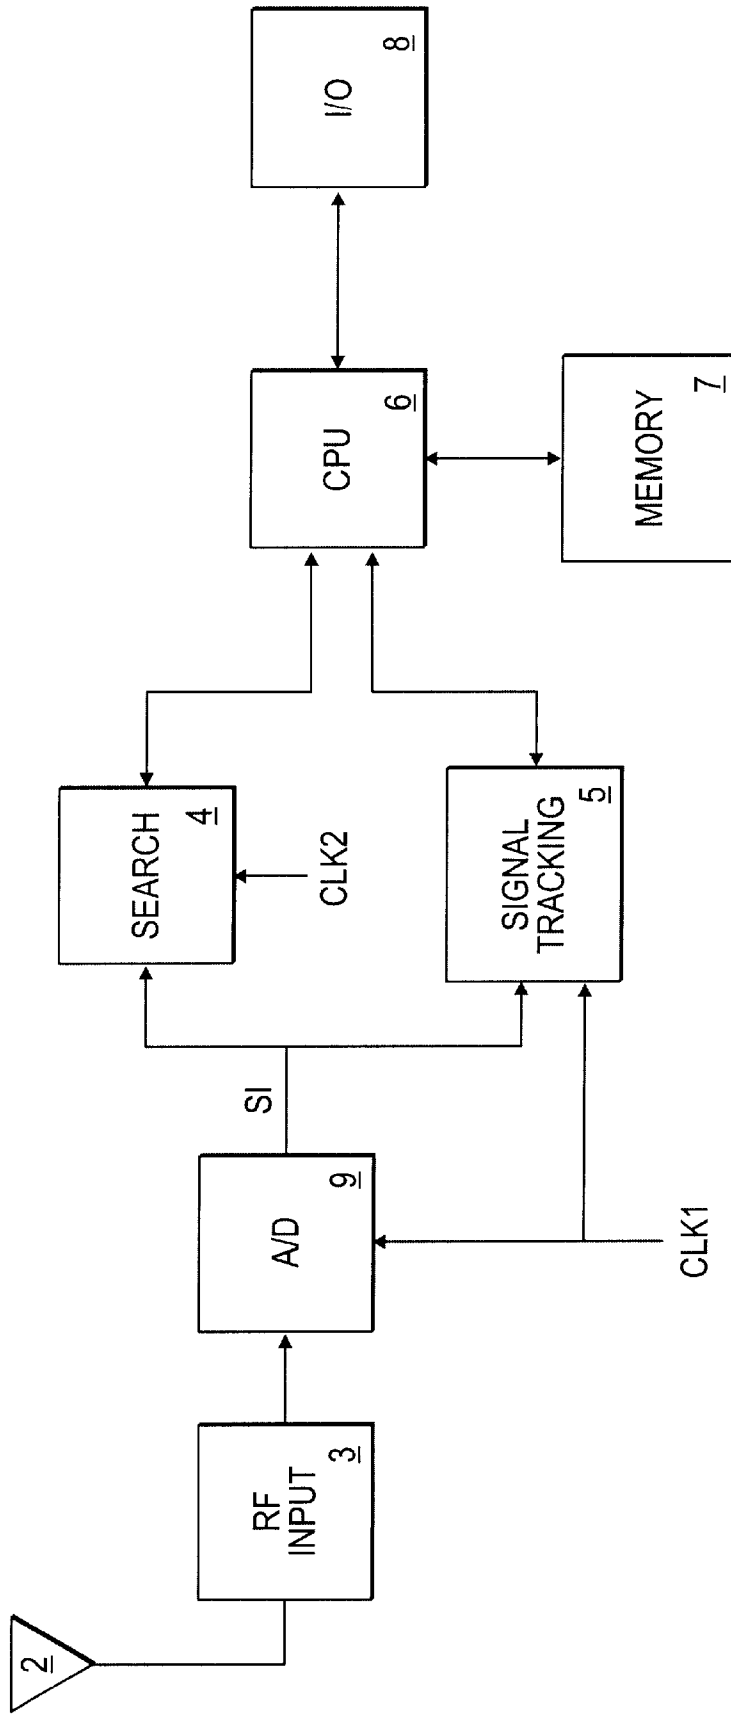 2
RF
INPUT
3
A/D
9
SI
CLK1
SEARCH
4
CLK2
SIGNAL
TRACKING
5
CPU
6
MEMORY
7
I/O
8